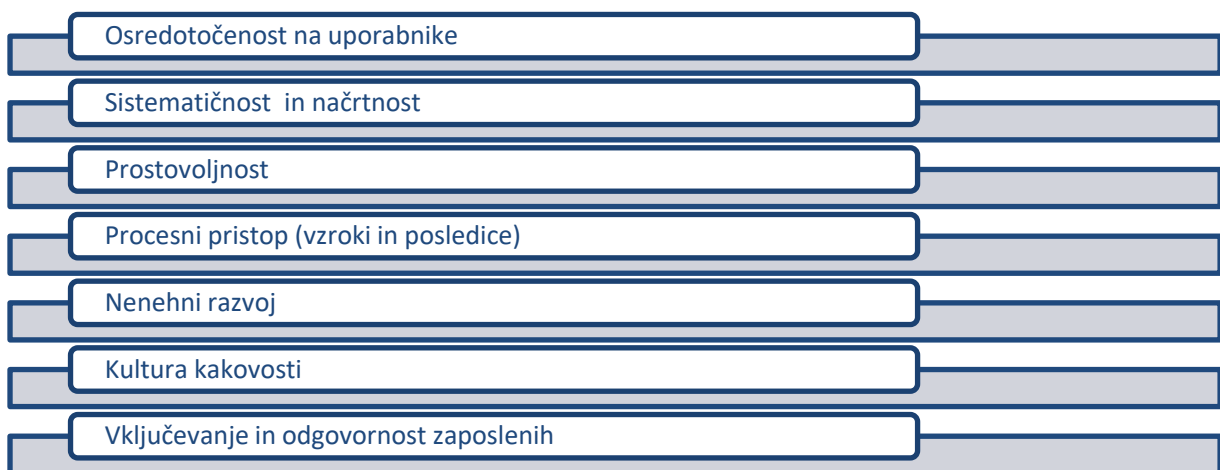 Osredotočenost na uporabnike
Sistematičnost  in načrtnost
Prostovoljnost
Procesni pristop (vzroki in posledice)
Nenehni razvoj
Kultura kakovosti
Vključevanje in odgovornost zaposlenih